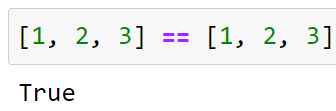 [1, 2, 3] == [1, 2, 3]
True